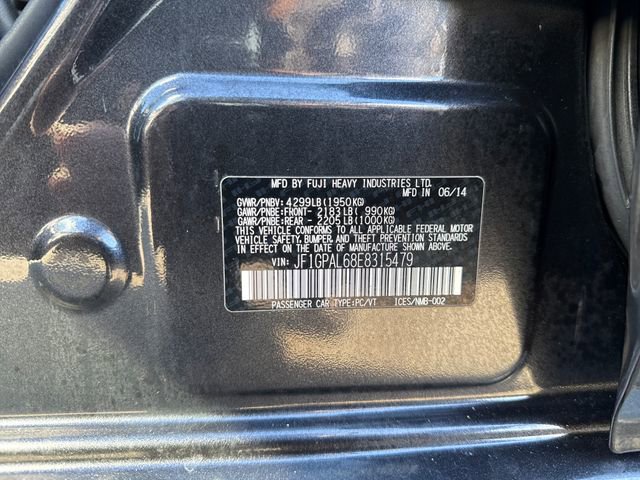 MFD BY FUJI HEAVY INDUSTRIES LTD.
MFD IN 06/14
GVWR/PNBV: 4299LB(1950KG)
GAWR/PNBE:FRONT- 2183LB( 990KG)
GAWR/PNBE:REAR - 2205LB(1000KG)
THIS VEHICLE CONFORMS TO ALL APPLICABLE FEDERAL MOTOR
VEHICLE SAFETY, BUMPER, AND THEFT PREVENTION STANDARDS
IN EFFECT ON THE DATE OF MANUFACTURE SHOWN ABOVE.
VIN: JF1GPAL68E8315479
PASSENGER CAR TYPE:PC/VT ICES/NMB-002